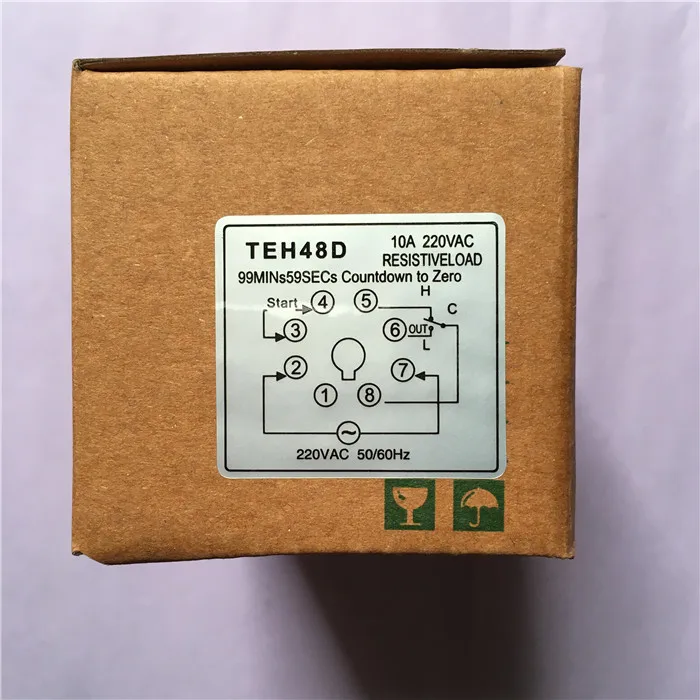 TEH48D
10A 220VAC
RESISTIVELOAD
99MINs59SECs Countdown to Zero
H
Start 4 5
C
3 6 OUT
L
2 7
1 8
220VAC 50/60Hz